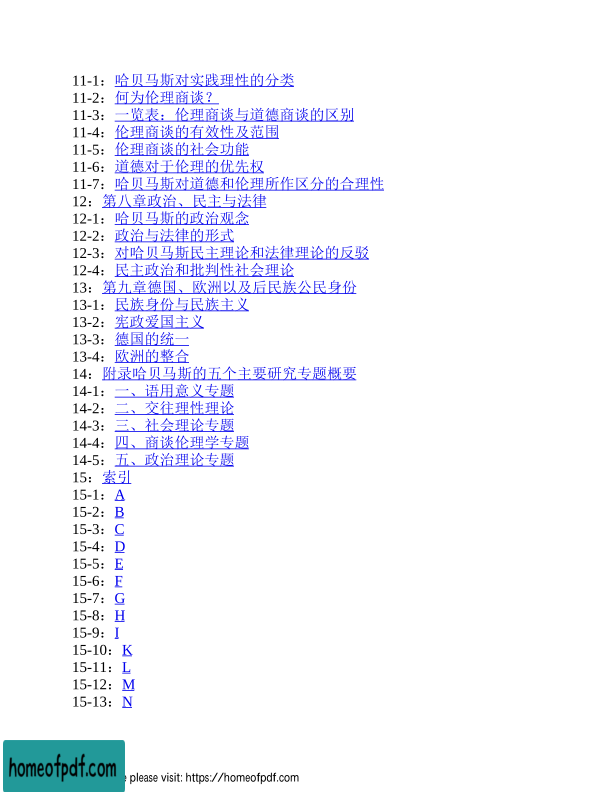 11-1：哈贝马斯对实践理性的分类
11-2：何为伦理商谈？
11-3：一览表：伦理商谈与道德商谈的区别
11-4：伦理商谈的有效性及范围
11-5：伦理商谈的社会功能
11-6：道德对于伦理的优先权
11-7：哈贝马斯对道德和伦理所作区分的合理性
12：第八章政治、民主与法律
12-1：哈贝马斯的政治观念
12-2：政治与法律的形式
12-3：对哈贝马斯民主理论和法律理论的反驳
12-4：民主政治和批判性社会理论
13：第九章德国、欧洲以及后民族公民身份
13-1：民族身份与民族主义
13-2：宪政爱国主义
13-3：德国的统一
13-4：欧洲的整合
14：附录哈贝马斯的五个主要研究专题概要
14-1：一、语用意义专题
14-2：二、交往理性理论
14-3：三、社会理论专题
14-4：四、商谈伦理学专题
14-5：五、政治理论专题
15：索引
15-1：A
15-2：B
15-3：C
15-4：D
15-5：E
15-6：F
15-7：G
15-8：H
15-9：I
15-10：K
15-11：L
15-12：M
15-13：N
homeofpdf.com
e please visit: https://homeofpdf.com